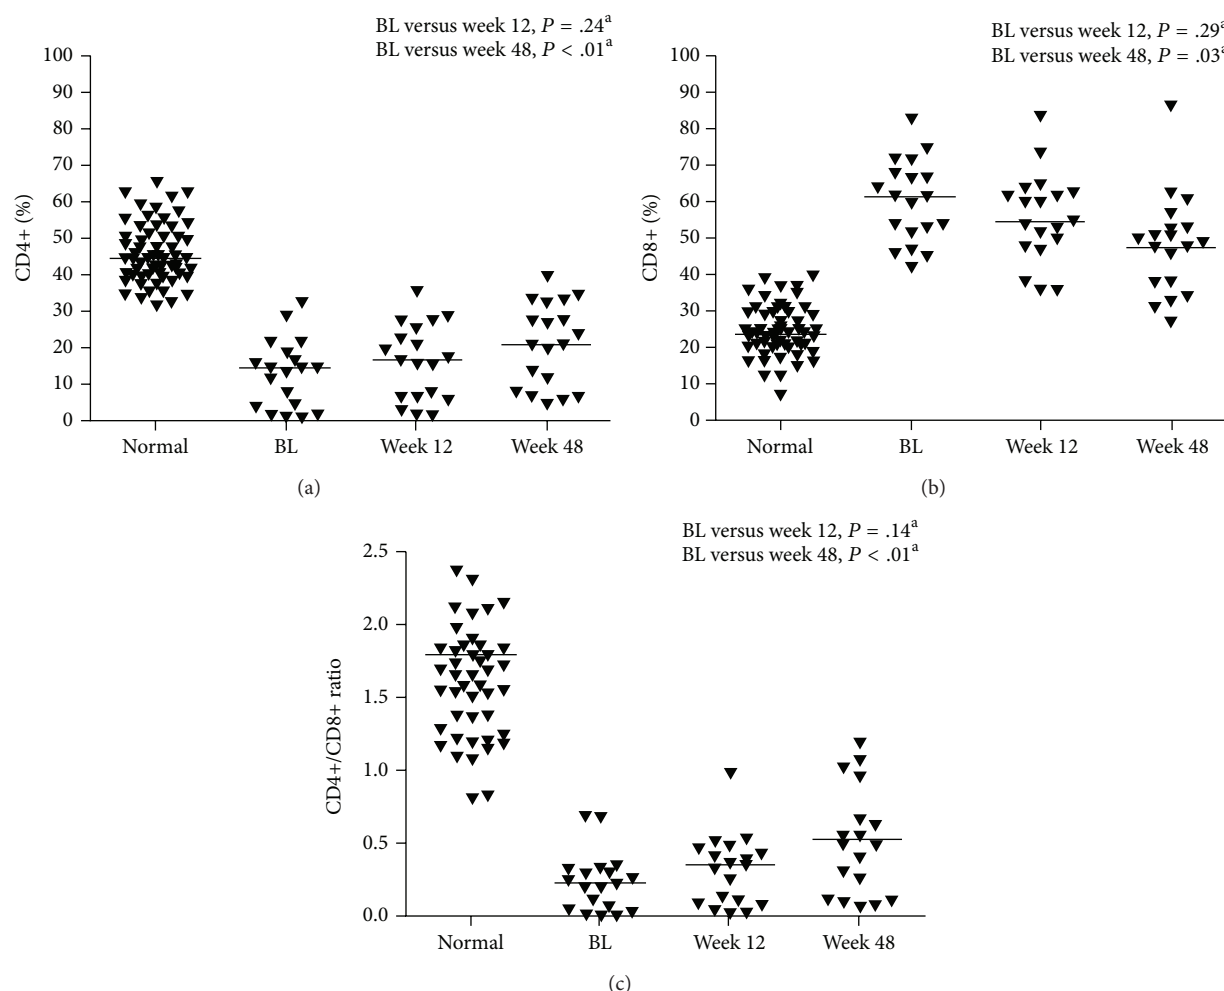 BL versus week 12, P = .24a
BL versus week 48, P < .01a
100
90
80
70
60
50
40
30
20
10
0
CD4+ (%)
Normal BL Week 12 Week 48
(a)
BL versus week 12, P = .29a
BL versus week 48, P = .03a
100
90
80
70
60
50
40
30
20
10
0
CD8+ (%)
Normal BL Week 12 Week 48
(b)
BL versus week 12, P = .14a
BL versus week 48, P < .01a
2.5
2.0
1.5
1.0
0.5
0.0
CD4+/CD8+ ratio
Normal BL Week 12 Week 48
(c)